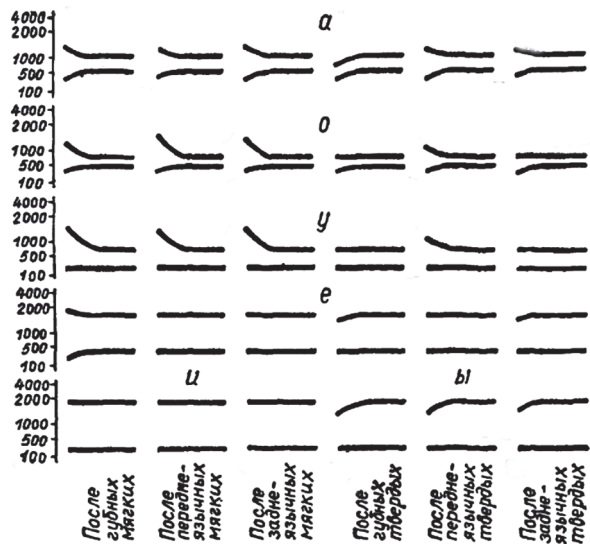 а
4000
2000
1000
500
100
о
4000
2000
1000
500
100
у
4000
2000
1000
500
100
е
4000
2000
1000
500
100
и
ы
4000
2000
1000
500
100
После
губных
мягких
После
передне-
язычных
мягких
После
задне-
язычных
мягких
После
губных
твердых
После
передне-
язычных
твердых
После
задне-
язычных
твердых